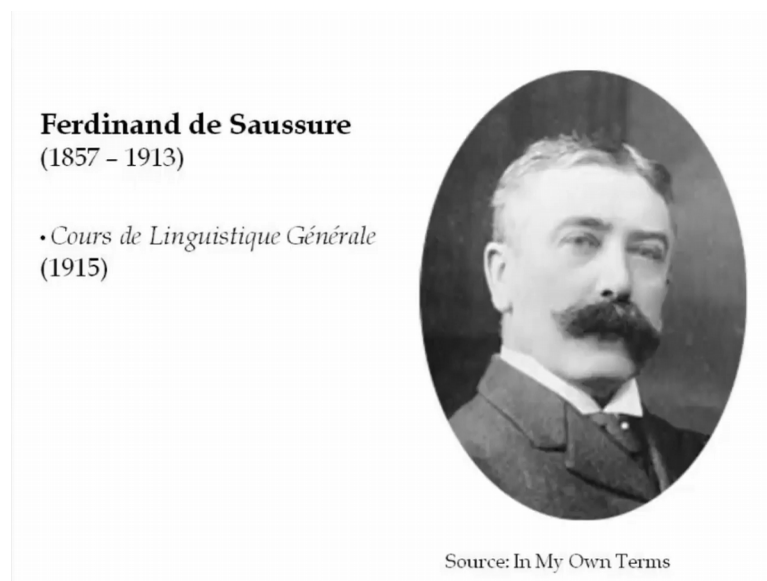 Ferdinand de Saussure
(1857 – 1913)
• Cours de Linguistique Générale
(1915)
Source: In My Own Terms